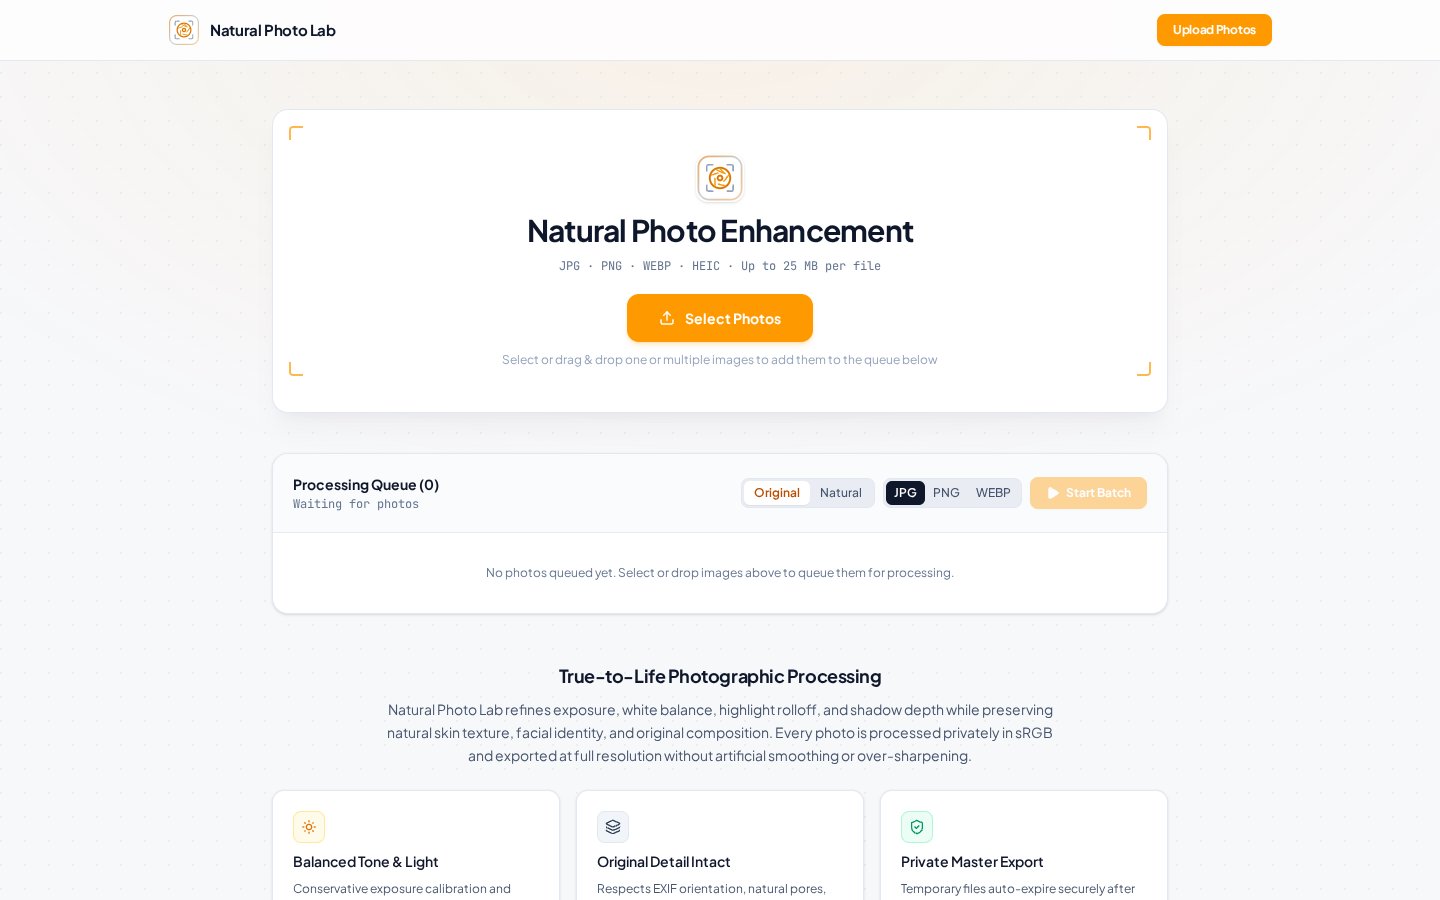 Natural Photo Lab
Upload Photos
Natural Photo Enhancement
JPG · PNG · WEBP · HEIC · Up to 25 MB per file
Select Photos
Select or drag & drop one or multiple images to add them to the queue below
Processing Queue (0)
Waiting for photos
Original
Natural
JPG
PNG
WEBP
Start Batch
No photos queued yet. Select or drop images above to queue them for processing.
True-to-Life Photographic Processing
Natural Photo Lab refines exposure, white balance, highlight rolloff, and shadow depth while preserving
natural skin texture, facial identity, and original composition. Every photo is processed privately in sRGB
and exported at full resolution without artificial smoothing or over-sharpening.
Balanced Tone & Light
Conservative exposure calibration and
Original Detail Intact
Respects EXIF orientation, natural pores,
Private Master Export
Temporary files auto-expire securely after